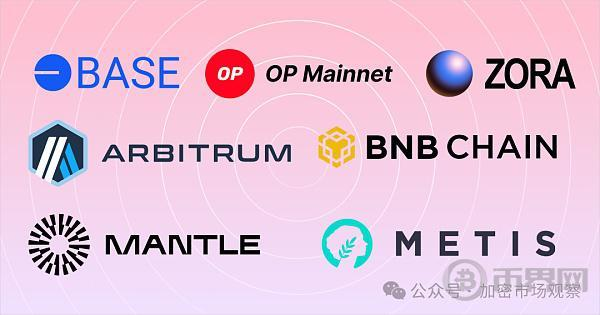 BASE
OP OP Mainnet
ZORA
ARBITRUM
BNB CHAIN
MANTLE
METIS
币界网
公众号·加密市场观察